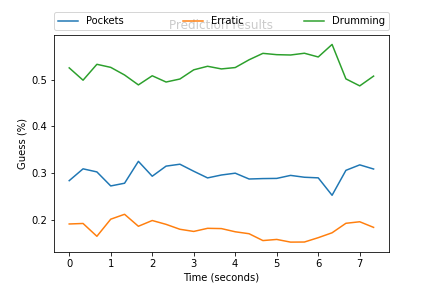 Prediction results
Pockets Erratic Drumming
Guess (%)
0.5
0.4
0.3
0.2
0 1 2 3 4 5 6 7
Time (seconds)